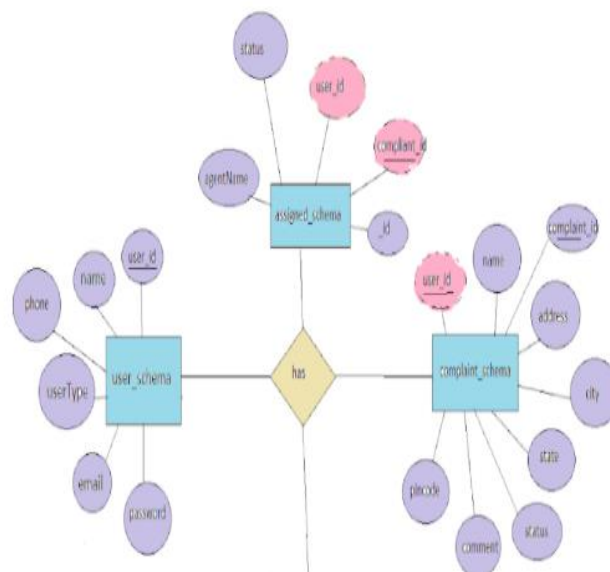 status
user_id
compliant_id
agentName
assigned_schema
_id
complaint_id
name
user_id
address
user_id
name
phone
user_schema
has
complaint_schema
city
userType
state
email
pincode
status
password
comment